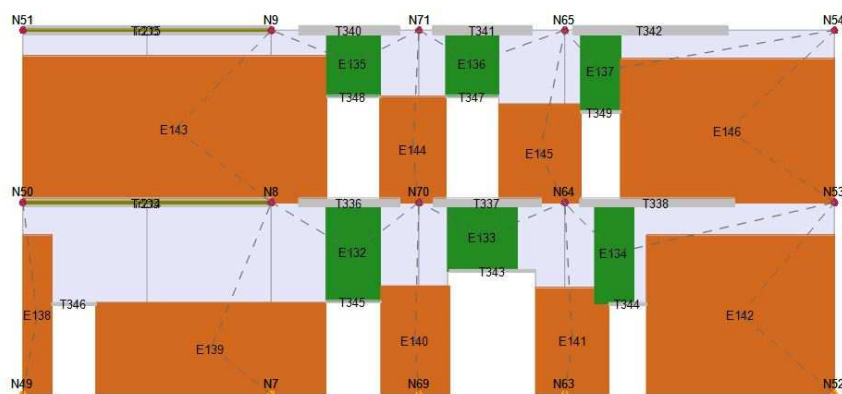 N51 N9 N71 N65 N54
T340 T341 T342
E135 E136 E137
T348 T347 T349
E143 E144 E145 E146
N50 N8 N70 N64 N53
T336 T337 T338
E132 E133 E134
T343
T346 T345 T344
E138 E139 E140 E141 E142
N49 N7 N69 N63 N52